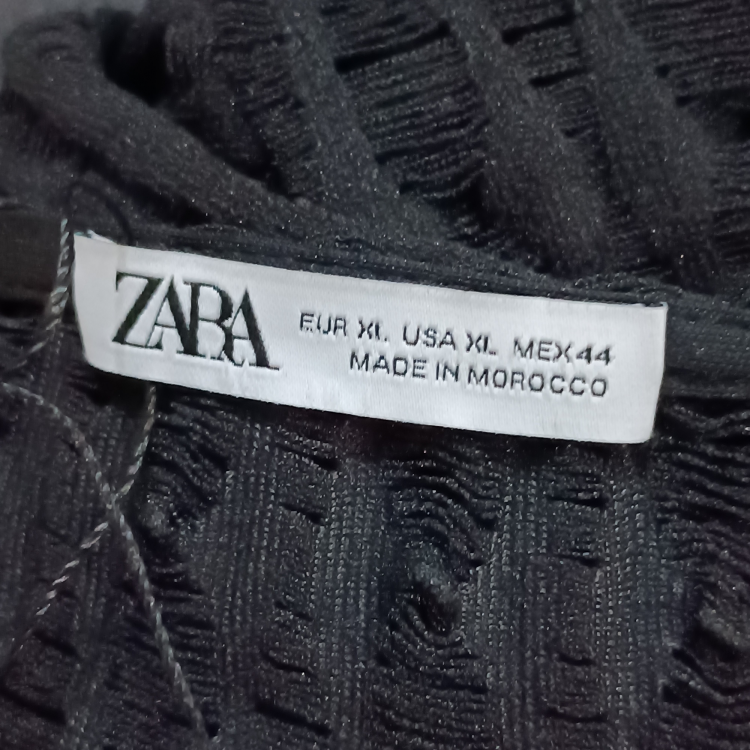 ZARA
EUR XL USA XL MEX 44
MADE IN MOROCCO